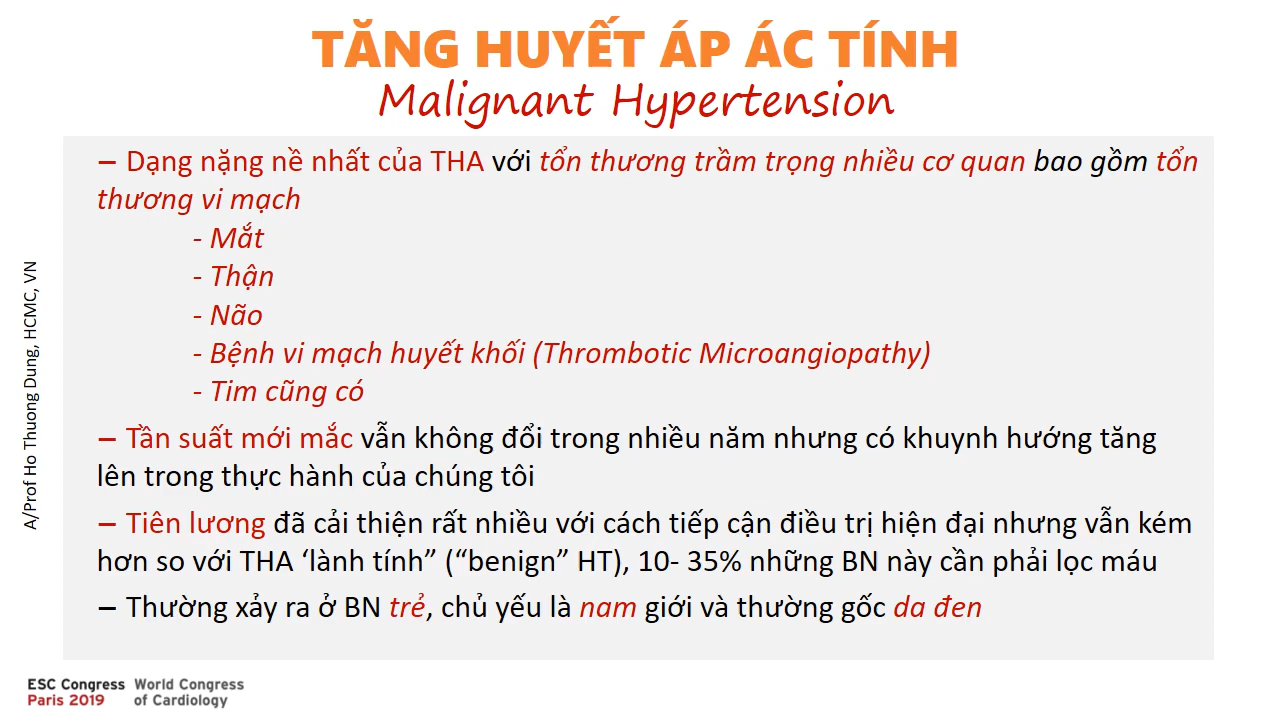 TĂNG HUYẾT ÁP ÁC TÍNH
Malignant Hypertension
– Dạng nặng nề nhất của THA với tổn thương trầm trọng nhiều cơ quan bao gồm tổn
thương vi mạch
- Mắt
- Thận
- Não
- Bệnh vi mạch huyết khối (Thrombotic Microangiopathy)
- Tim cũng có
– Tần suất mới mắc vẫn không đổi trong nhiều năm nhưng có khuynh hướng tăng
lên trong thực hành của chúng tôi
– Tiên lương đã cải thiện rất nhiều với cách tiếp cận điều trị hiện đại nhưng vẫn kém
hơn so với THA ‘lành tính” (“benign” HT), 10- 35% những BN này cần phải lọc máu
– Thường xảy ra ở BN trẻ, chủ yếu là nam giới và thường gốc da đen
A/Prof Ho Thuong Dung, HCMC, VN
ESC Congress World Congress
Paris 2019 of Cardiology